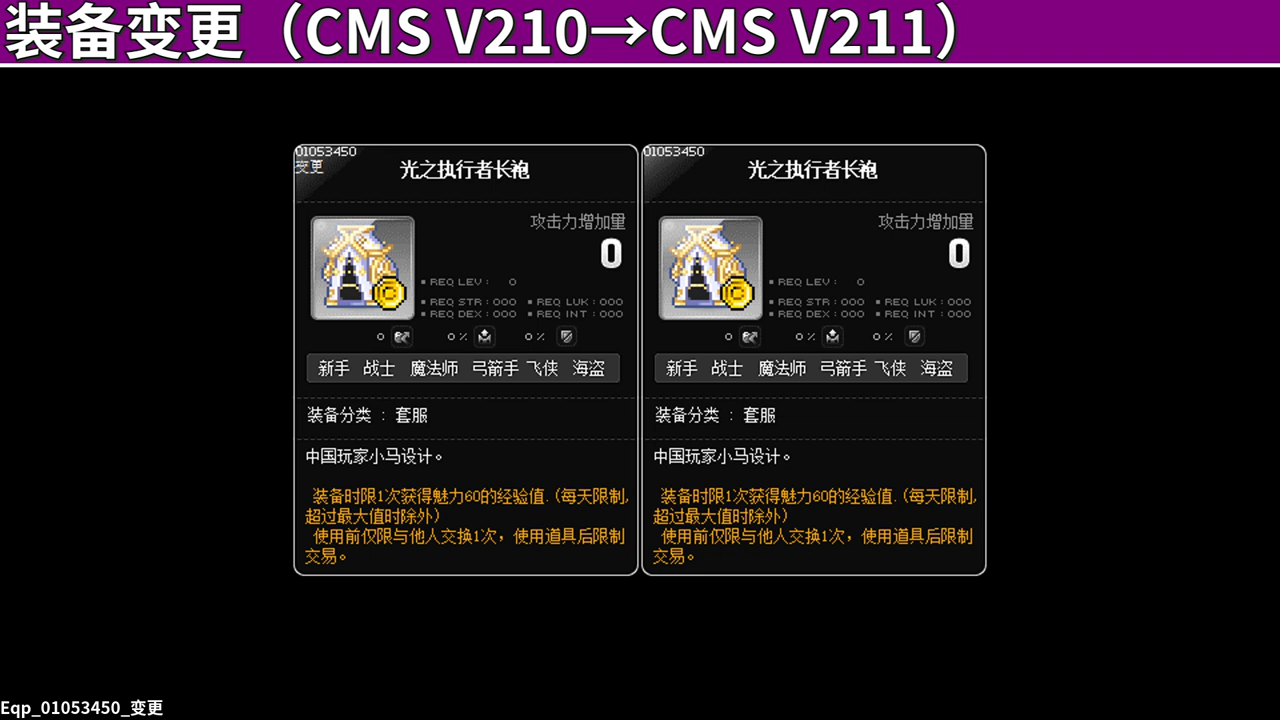 装备变更（CMS V210→CMS V211）
01053450
变更
光之执行者长袍
攻击力增加量
0
REQ LEV : 0
REQ STR : 000 REQ LUK : 000
REQ DEX : 000 REQ INT : 000
0 0% 0%
新手 战士 魔法师 弓箭手 飞侠 海盗
装备分类 : 套服
中国玩家小马设计。
装备时限1次获得魅力60的经验值.(每天限制,
超过最大值时除外)
使用前仅限与他人交换1次，使用道具后限制
交易。
01053450
光之执行者长袍
攻击力增加量
0
REQ LEV : 0
REQ STR : 000 REQ LUK : 000
REQ DEX : 000 REQ INT : 000
0 0% 0%
新手 战士 魔法师 弓箭手 飞侠 海盗
装备分类 : 套服
中国玩家小马设计。
装备时限1次获得魅力60的经验值.(每天限制,
超过最大值时除外)
使用前仅限与他人交换1次，使用道具后限制
交易。
Eqp_01053450_变更